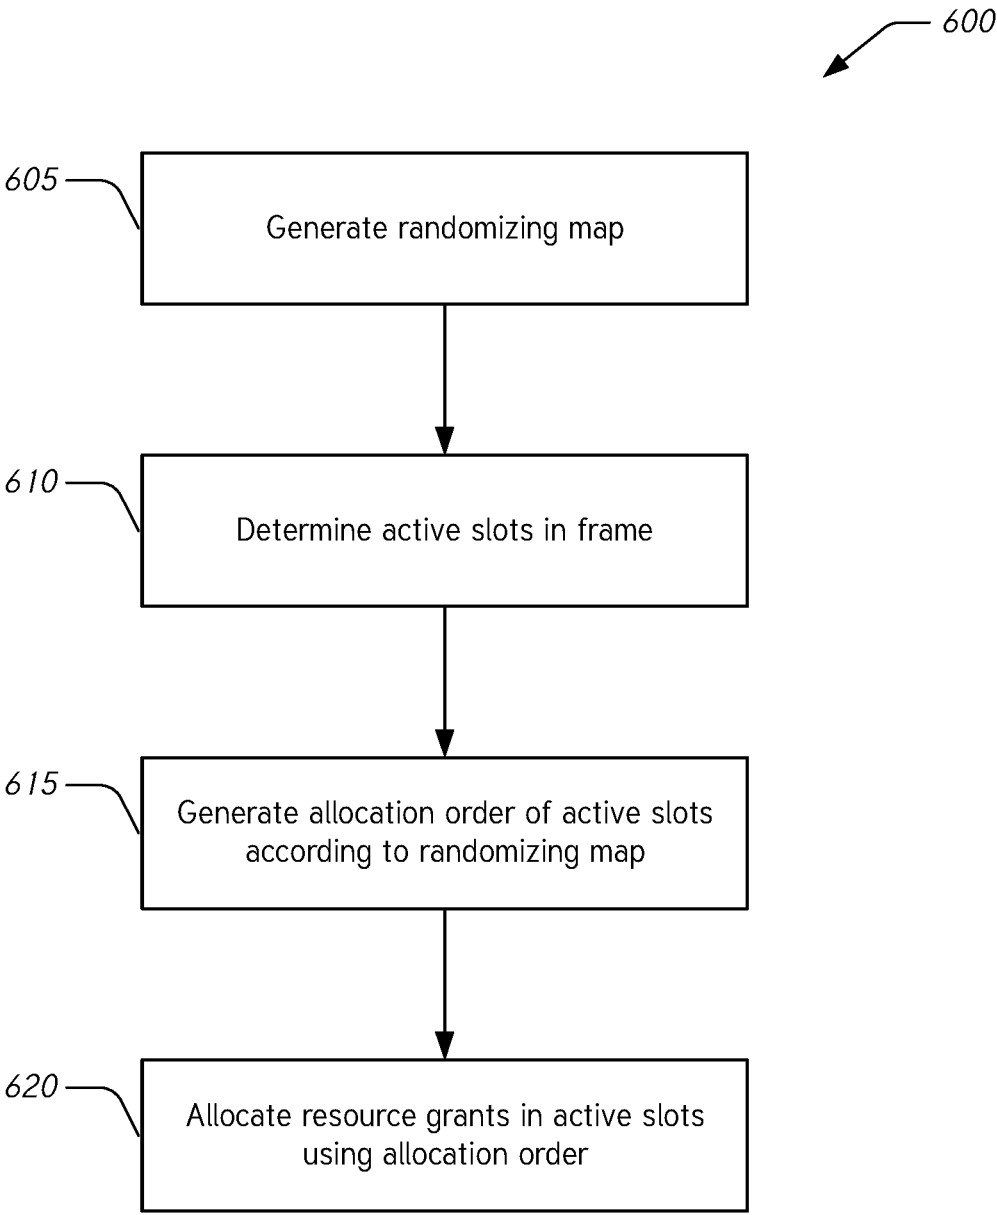 600
605
Generate randomizing map
610
Determine active slots in frame
615
Generate allocation order of active slots
according to randomizing map
620
Allocate resource grants in active slots
using allocation order